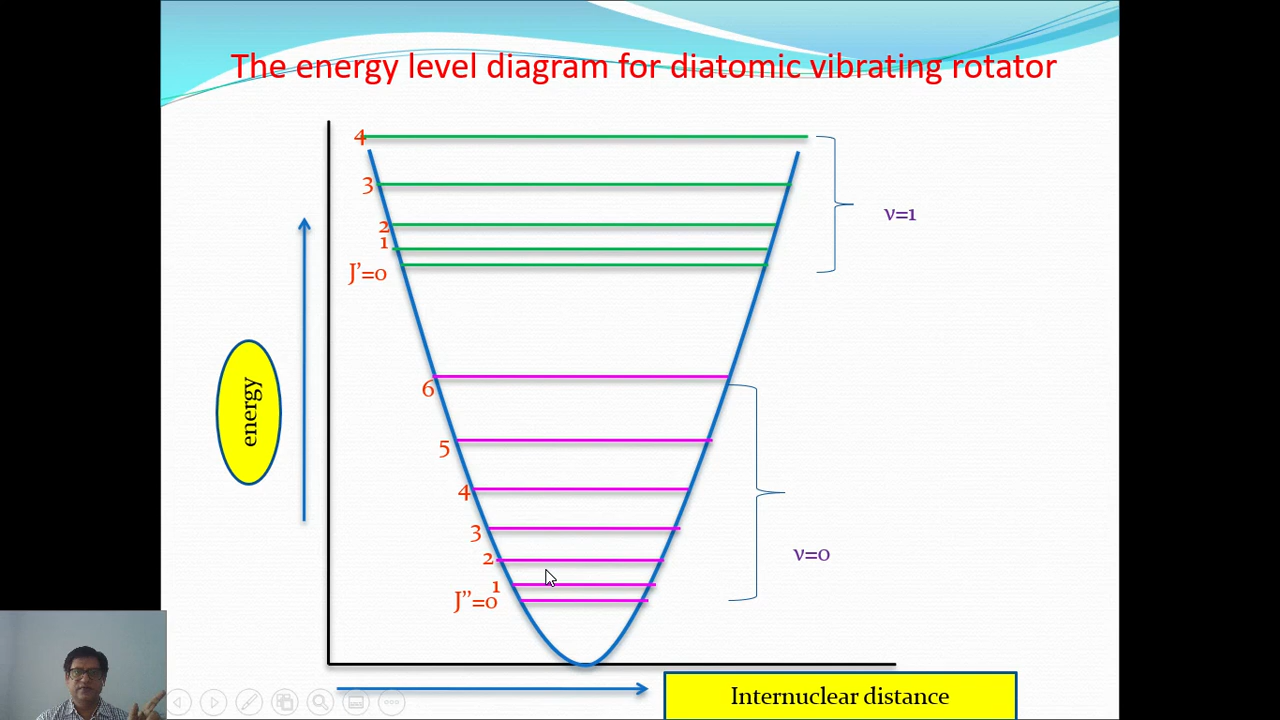 The energy level diagram for diatomic vibrating rotator
4
3
2
1
J’=0
ν=1
6
5
4
3
2
1
J’’=0
ν=0
energy
Internuclear distance